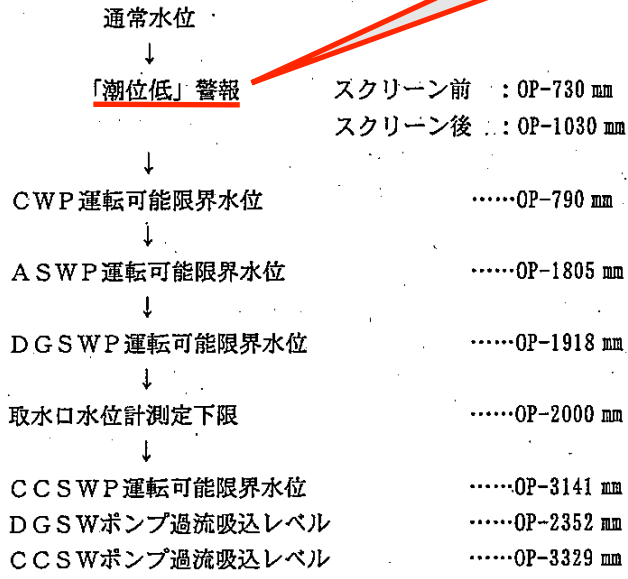 通常水位
↓
「潮位低」警報 スクリーン前 : OP-730 mm
スクリーン後 : OP-1030 mm
↓
CWP運転可能限界水位 ……OP-790 mm
↓
ASWP運転可能限界水位 ……OP-1805 mm
↓
DGSWP運転可能限界水位 ……OP-1918 mm
↓
取水口水位計測定下限 ……OP-2000 mm
↓
CCSWP運転可能限界水位 ……OP-3141 mm
DGSWポンプ過流吸込レベル ……OP-2352 mm
CCSWポンプ過流吸込レベル ……OP-3329 mm